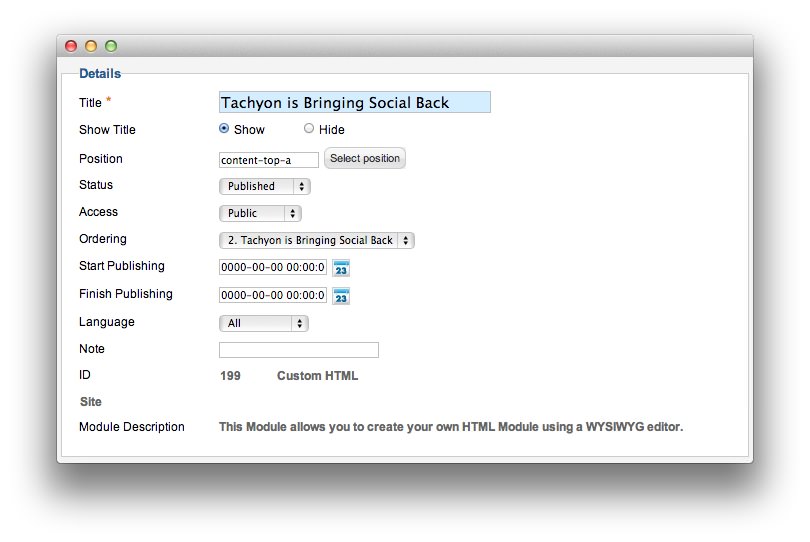 Details
Title * Tachyon is Bringing Social Back
Show Title Show Hide
Position content-top-a Select position
Status Published
Access Public
Ordering 2. Tachyon is Bringing Social Back
Start Publishing 0000-00-00 00:00:0 23
Finish Publishing 0000-00-00 00:00:0 23
Language All
Note
ID 199 Custom HTML
Site
Module Description This Module allows you to create your own HTML Module using a WYSIWYG editor.